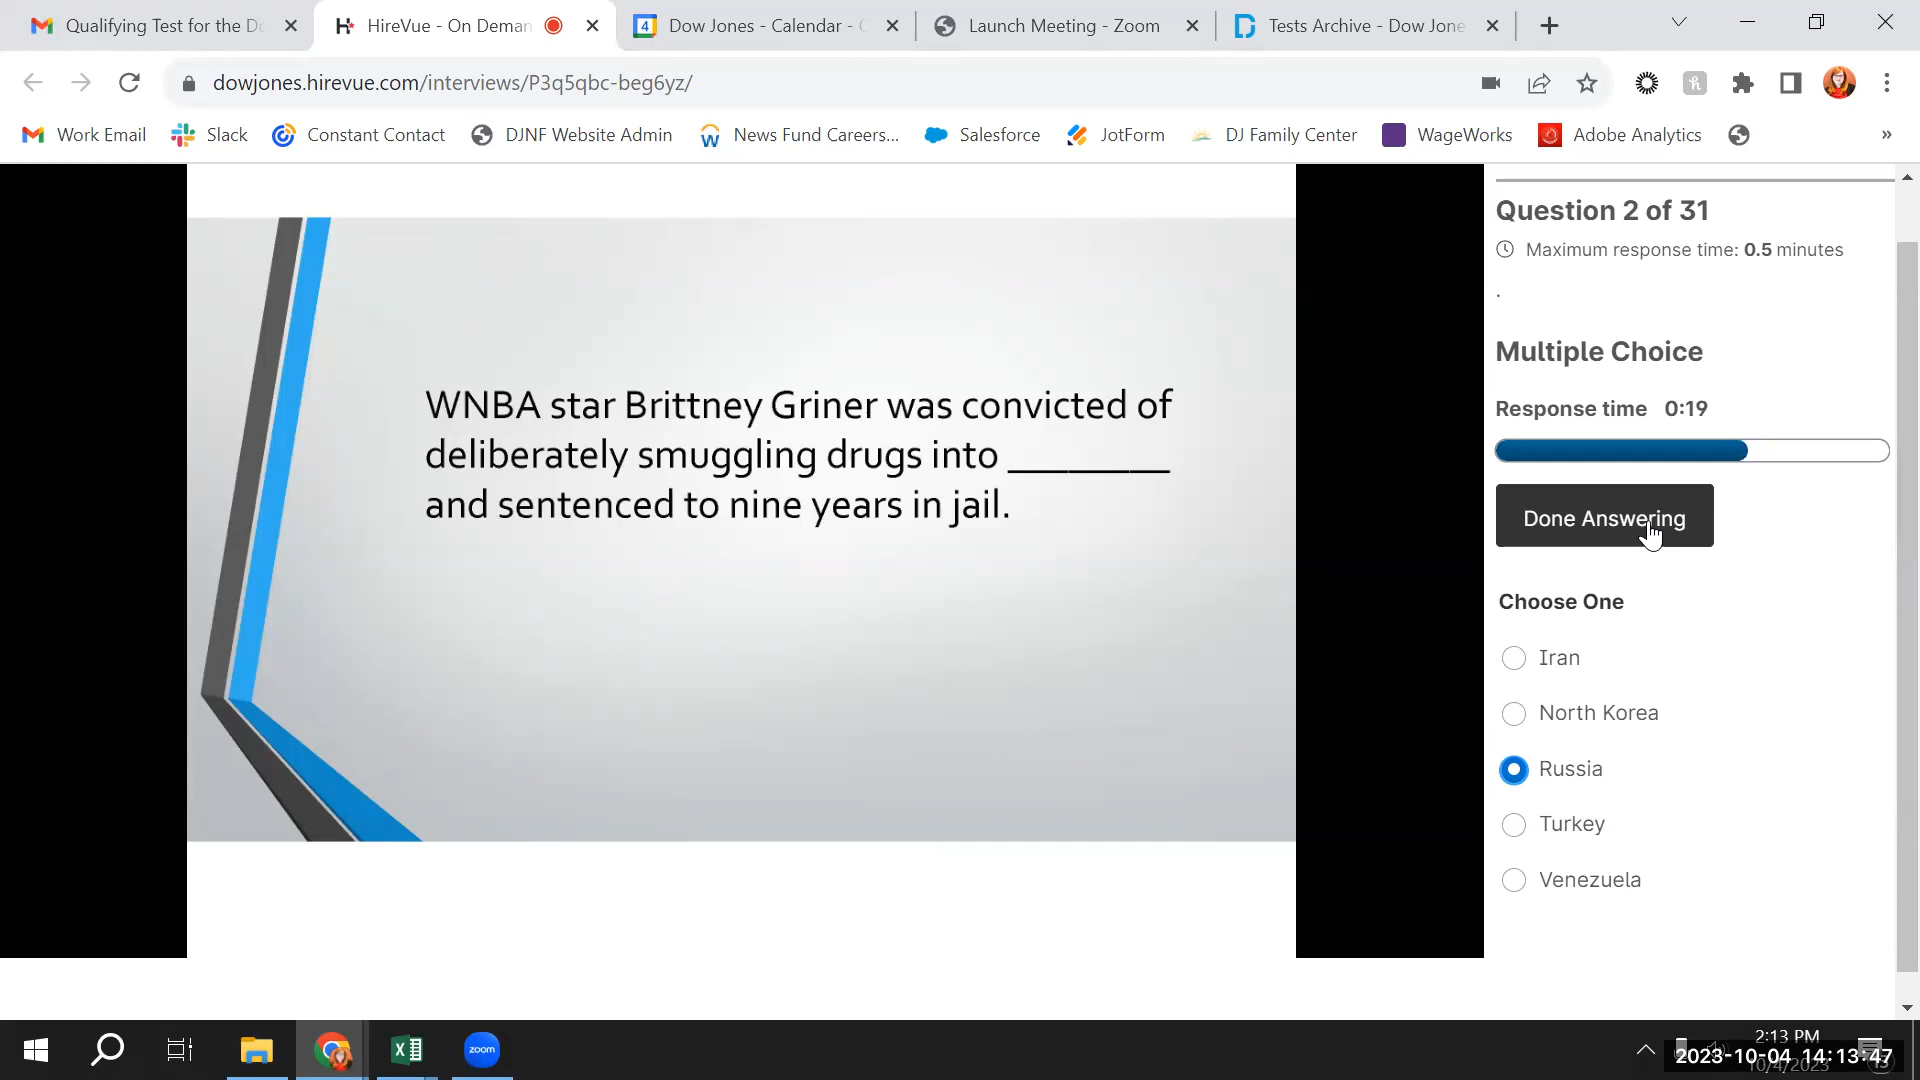 Qualifying Test for the D
HireVue - On Deman
4
Dow Jones - Calendar -
Launch Meeting - Zoom
Tests Archive - Dow Jone
dowjones.hirevue.com/interviews/P3q5qbc-beg6yz/
Work Email
Slack
Constant Contact
DJNF Website Admin
News Fund Careers...
Salesforce
JotForm
DJ Family Center
WageWorks
Adobe Analytics
»
WNBA star Brittney Griner was convicted of
deliberately smuggling drugs into ________
and sentenced to nine years in jail.
Question 2 of 31
Maximum response time: 0.5 minutes
.
Multiple Choice
Response time 0:19
Done Answering
Choose One
Iran
North Korea
Russia
Turkey
Venezuela
zoom
2:13 PM
2023-10-04 14:13:47
10/4/2023